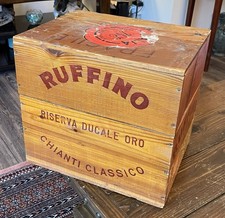 RUFFINO
RISERVA DUCALE ORO
CHIANTI CLASSICO